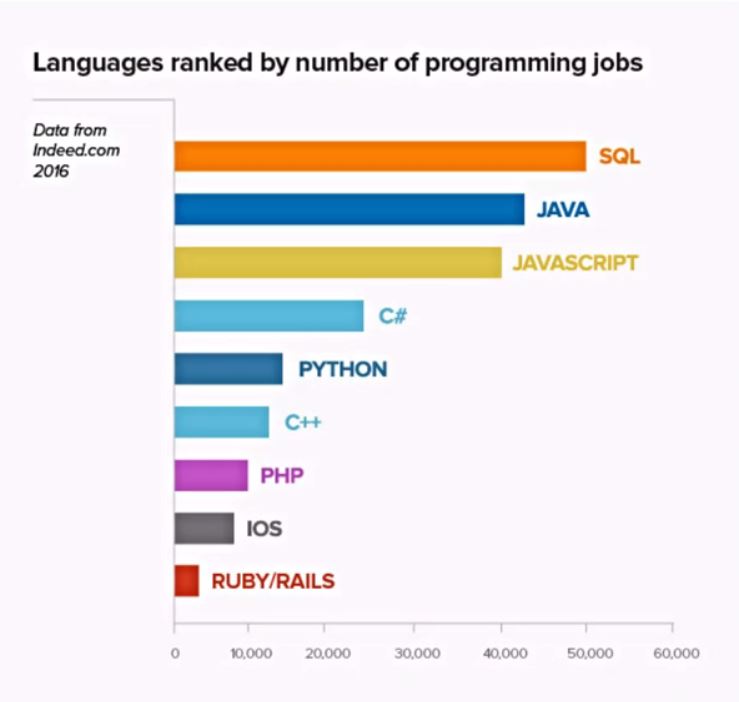 Languages ranked by number of programming jobs
Data from
Indeed.com
2016
SQL
JAVA
JAVASCRIPT
C#
PYTHON
C++
PHP
IOS
RUBY/RAILS
0 10,000 20,000 30,000 40,000 50,000 60,000